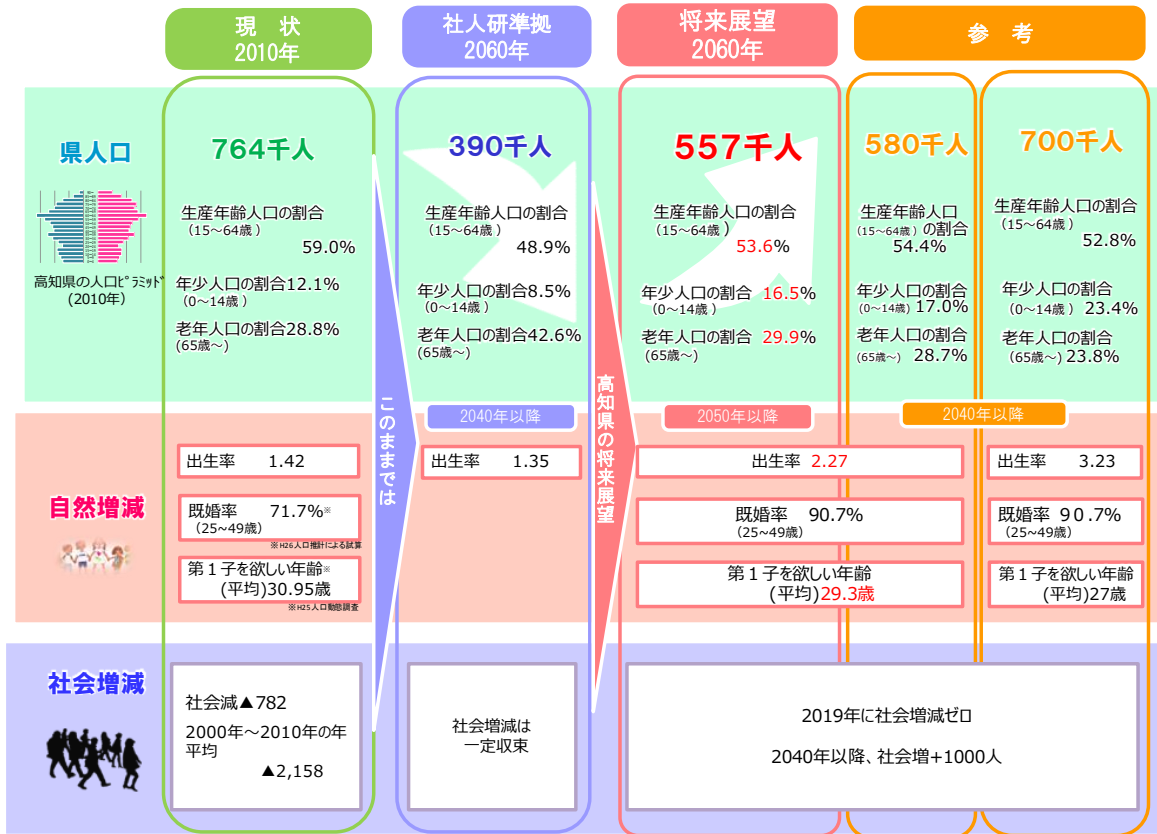 現　状
2010年
社人研準拠
2060年
将来展望
2060年
参　考
県人口
高知県の人口ピラミッド
(2010年)
764千人
生産年齢人口の割合
(15～64歳)
59.0%
年少人口の割合12.1%
(0～14歳)
老年人口の割合28.8%
(65歳～)
このままでは
390千人
生産年齢人口の割合
(15～64歳)
48.9%
年少人口の割合8.5%
(0～14歳)
老年人口の割合42.6%
(65歳～)
高知県の将来展望
557千人
生産年齢人口の割合
(15～64歳)
53.6%
年少人口の割合 16.5%
(0～14歳)
老年人口の割合 29.9%
(65歳～)
580千人
生産年齢人口
(15～64歳) の割合
54.4%
年少人口の割合
(0～14歳) 17.0%
老年人口の割合
(65歳～) 28.7%
700千人
生産年齢人口の割合
(15～64歳)
52.8%
年少人口の割合
(0～14歳) 23.4%
老年人口の割合
(65歳～) 23.8%
2040年以降
2050年以降
2040年以降
自然増減
出生率　1.42
既婚率　71.7%※
(25~49歳)
※H26人口推計による試算
第１子を欲しい年齢※
(平均)30.95歳
※H25人口動態調査
出生率　1.35
出生率 2.27
既婚率　90.7%
(25~49歳)
第１子を欲しい年齢
(平均)29.3歳
出生率　3.23
既婚率 90.7%
(25~49歳)
第１子を欲しい年齢
(平均)27歳
社会増減
社会減▲782
2000年～2010年の年
平均
▲2,158
社会増減は
一定収束
2019年に社会増減ゼロ
2040年以降、社会増+1000人